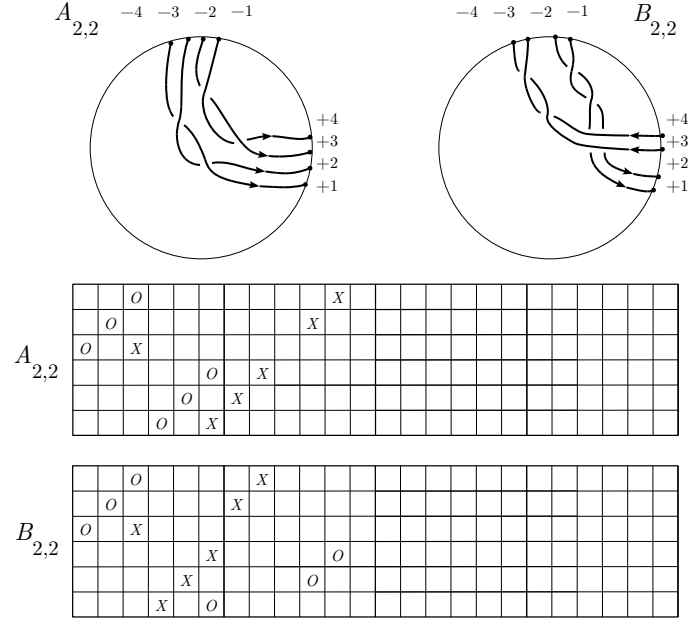 A2,2 −4 −3 −2 −1
−4 −3 −2 −1 B2,2
+4 +4
+3 +3
+2 +2
+1 +1
O X
O X
O X
A2,2 O X
O X
O X
O X
O X
O X
B2,2 X O
X O
X O